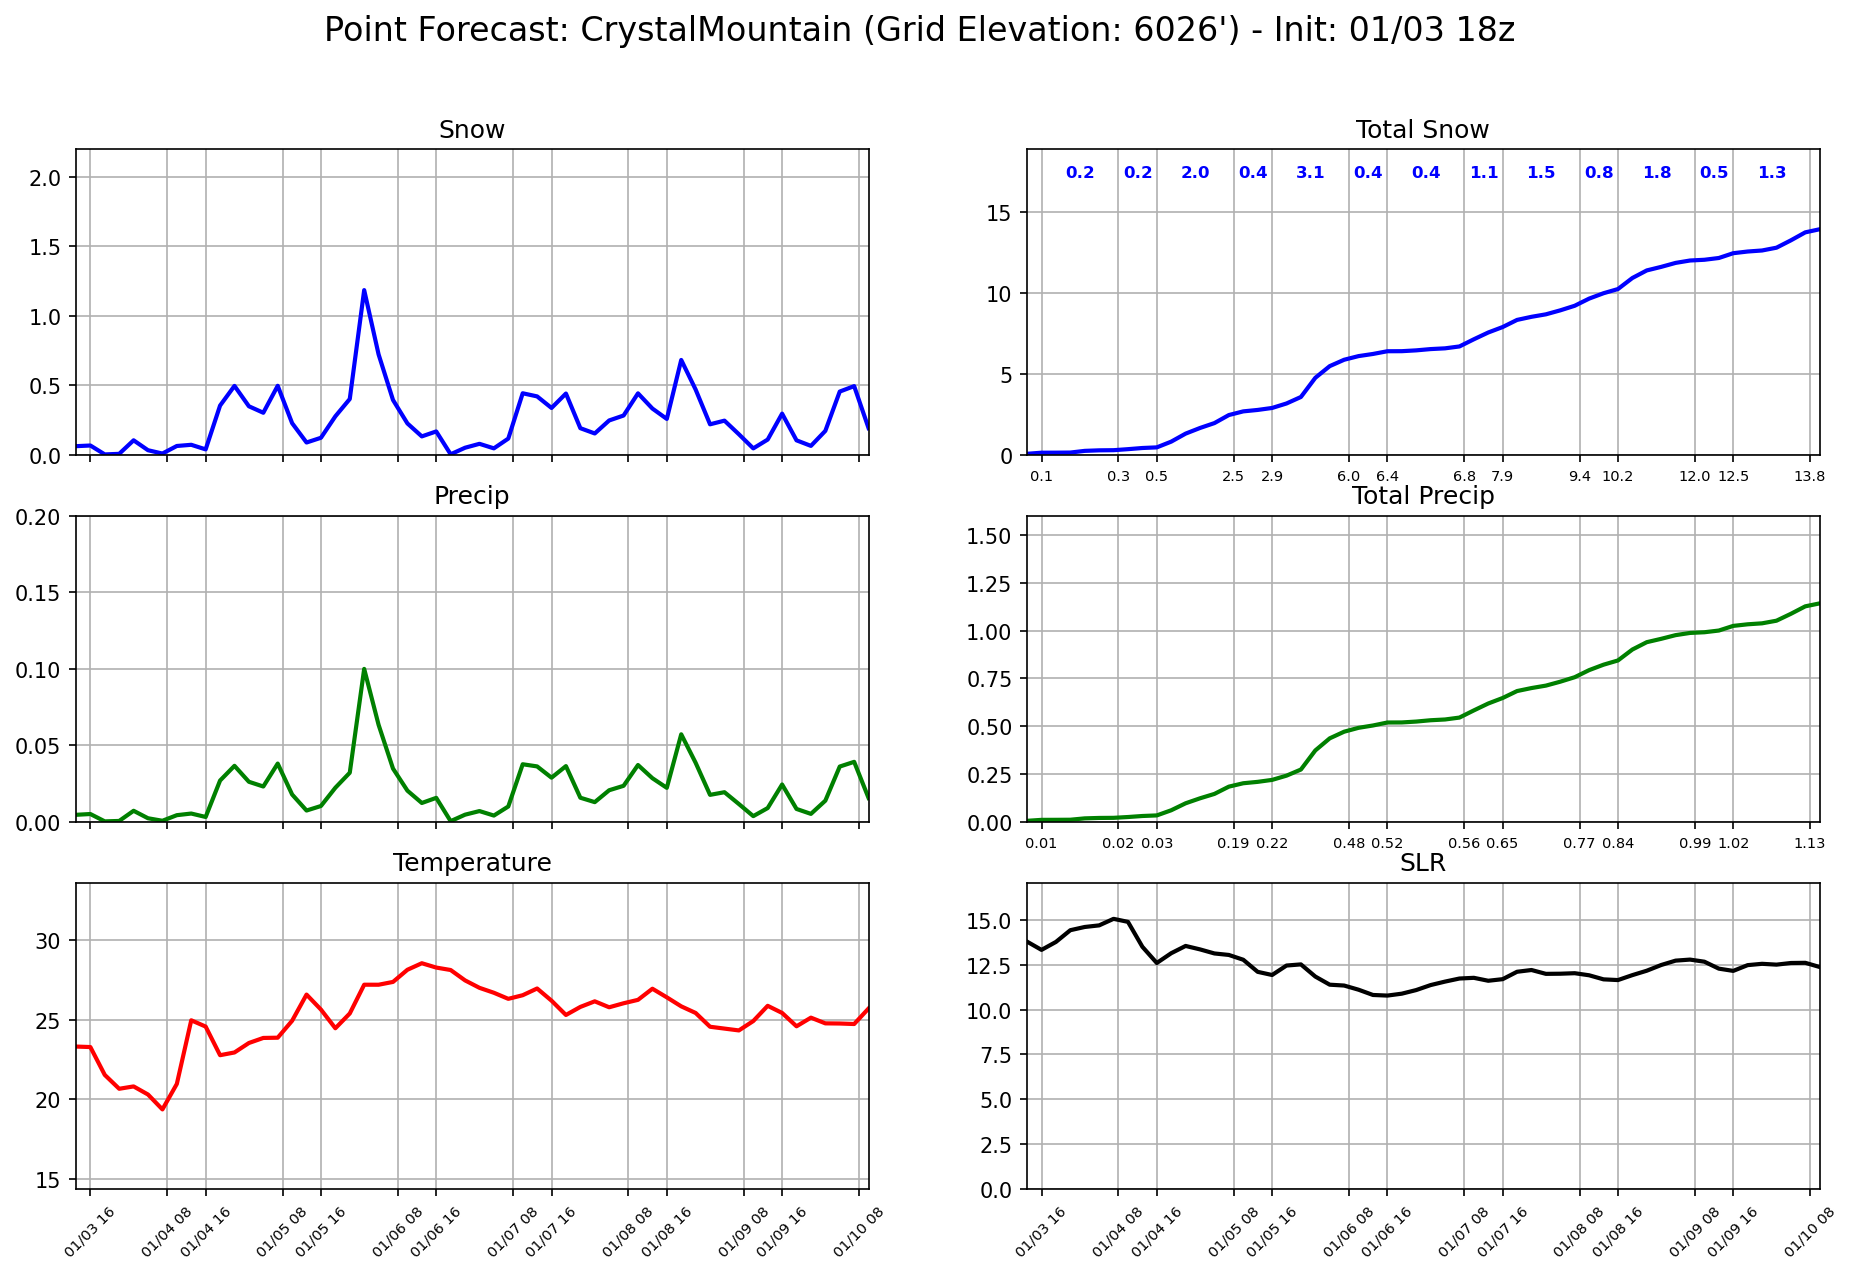 Point Forecast: CrystalMountain (Grid Elevation: 6026') - Init: 01/03 18z
Snow
2.0
1.5
1.0
0.5
0.0
Total Snow
0.2 0.2 2.0 0.4 3.1 0.4 0.4 1.1 1.5 0.8 1.8 0.5 1.3
15
10
5
0
0.1 0.3 0.5 2.5 2.9 6.0 6.4 6.8 7.9 9.4 10.2 12.0 12.5 13.8
Precip
0.20
0.15
0.10
0.05
0.00
Total Precip
1.50
1.25
1.00
0.75
0.50
0.25
0.00
0.01 0.02 0.03 0.19 0.22 0.48 0.52 0.56 0.65 0.77 0.84 0.99 1.02 1.13
Temperature
30
25
20
15
01/03 16 01/04 08 01/04 16 01/05 08 01/05 16 01/06 08 01/06 16 01/07 08 01/07 16 01/08 08 01/08 16 01/09 08 01/09 16 01/10 08
SLR
15.0
12.5
10.0
7.5
5.0
2.5
0.0
01/03 16 01/04 08 01/04 16 01/05 08 01/05 16 01/06 08 01/06 16 01/07 08 01/07 16 01/08 08 01/08 16 01/09 08 01/09 16 01/10 08